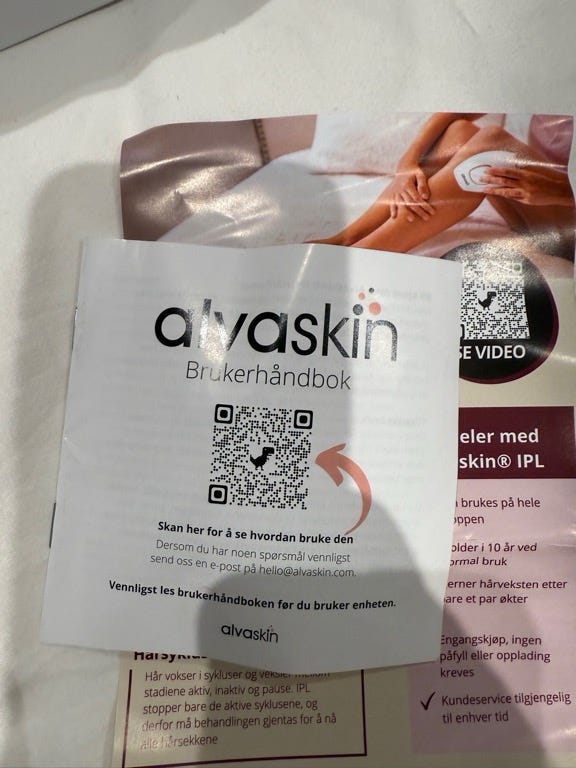 alvaskin
Brukerhåndbok
Skan her for å se hvordan bruke den
Dersom du har noen spørsmål vennligst
send oss en e-post på hello@alvaskin.com.
Vennligst les brukerhåndboken før du bruker enheten.
alvaskin
SE VIDEO
eler med
skin® IPL
brukes på hele
ppen
older i 10 år ved
ormal bruk
erner hårveksten etter
are et par økter
Engangskjøp, ingen
påfyll eller opplading
kreves
Kundeservice tilgjengelig
til enhver tid
Hårsyklus
Hår vokser i sykluser og veksler mellom
stadiene aktiv, inaktiv og pause. IPL
stopper bare de aktive syklusene, og
derfor må behandlingen gjentas for å nå
alle hårsekkene